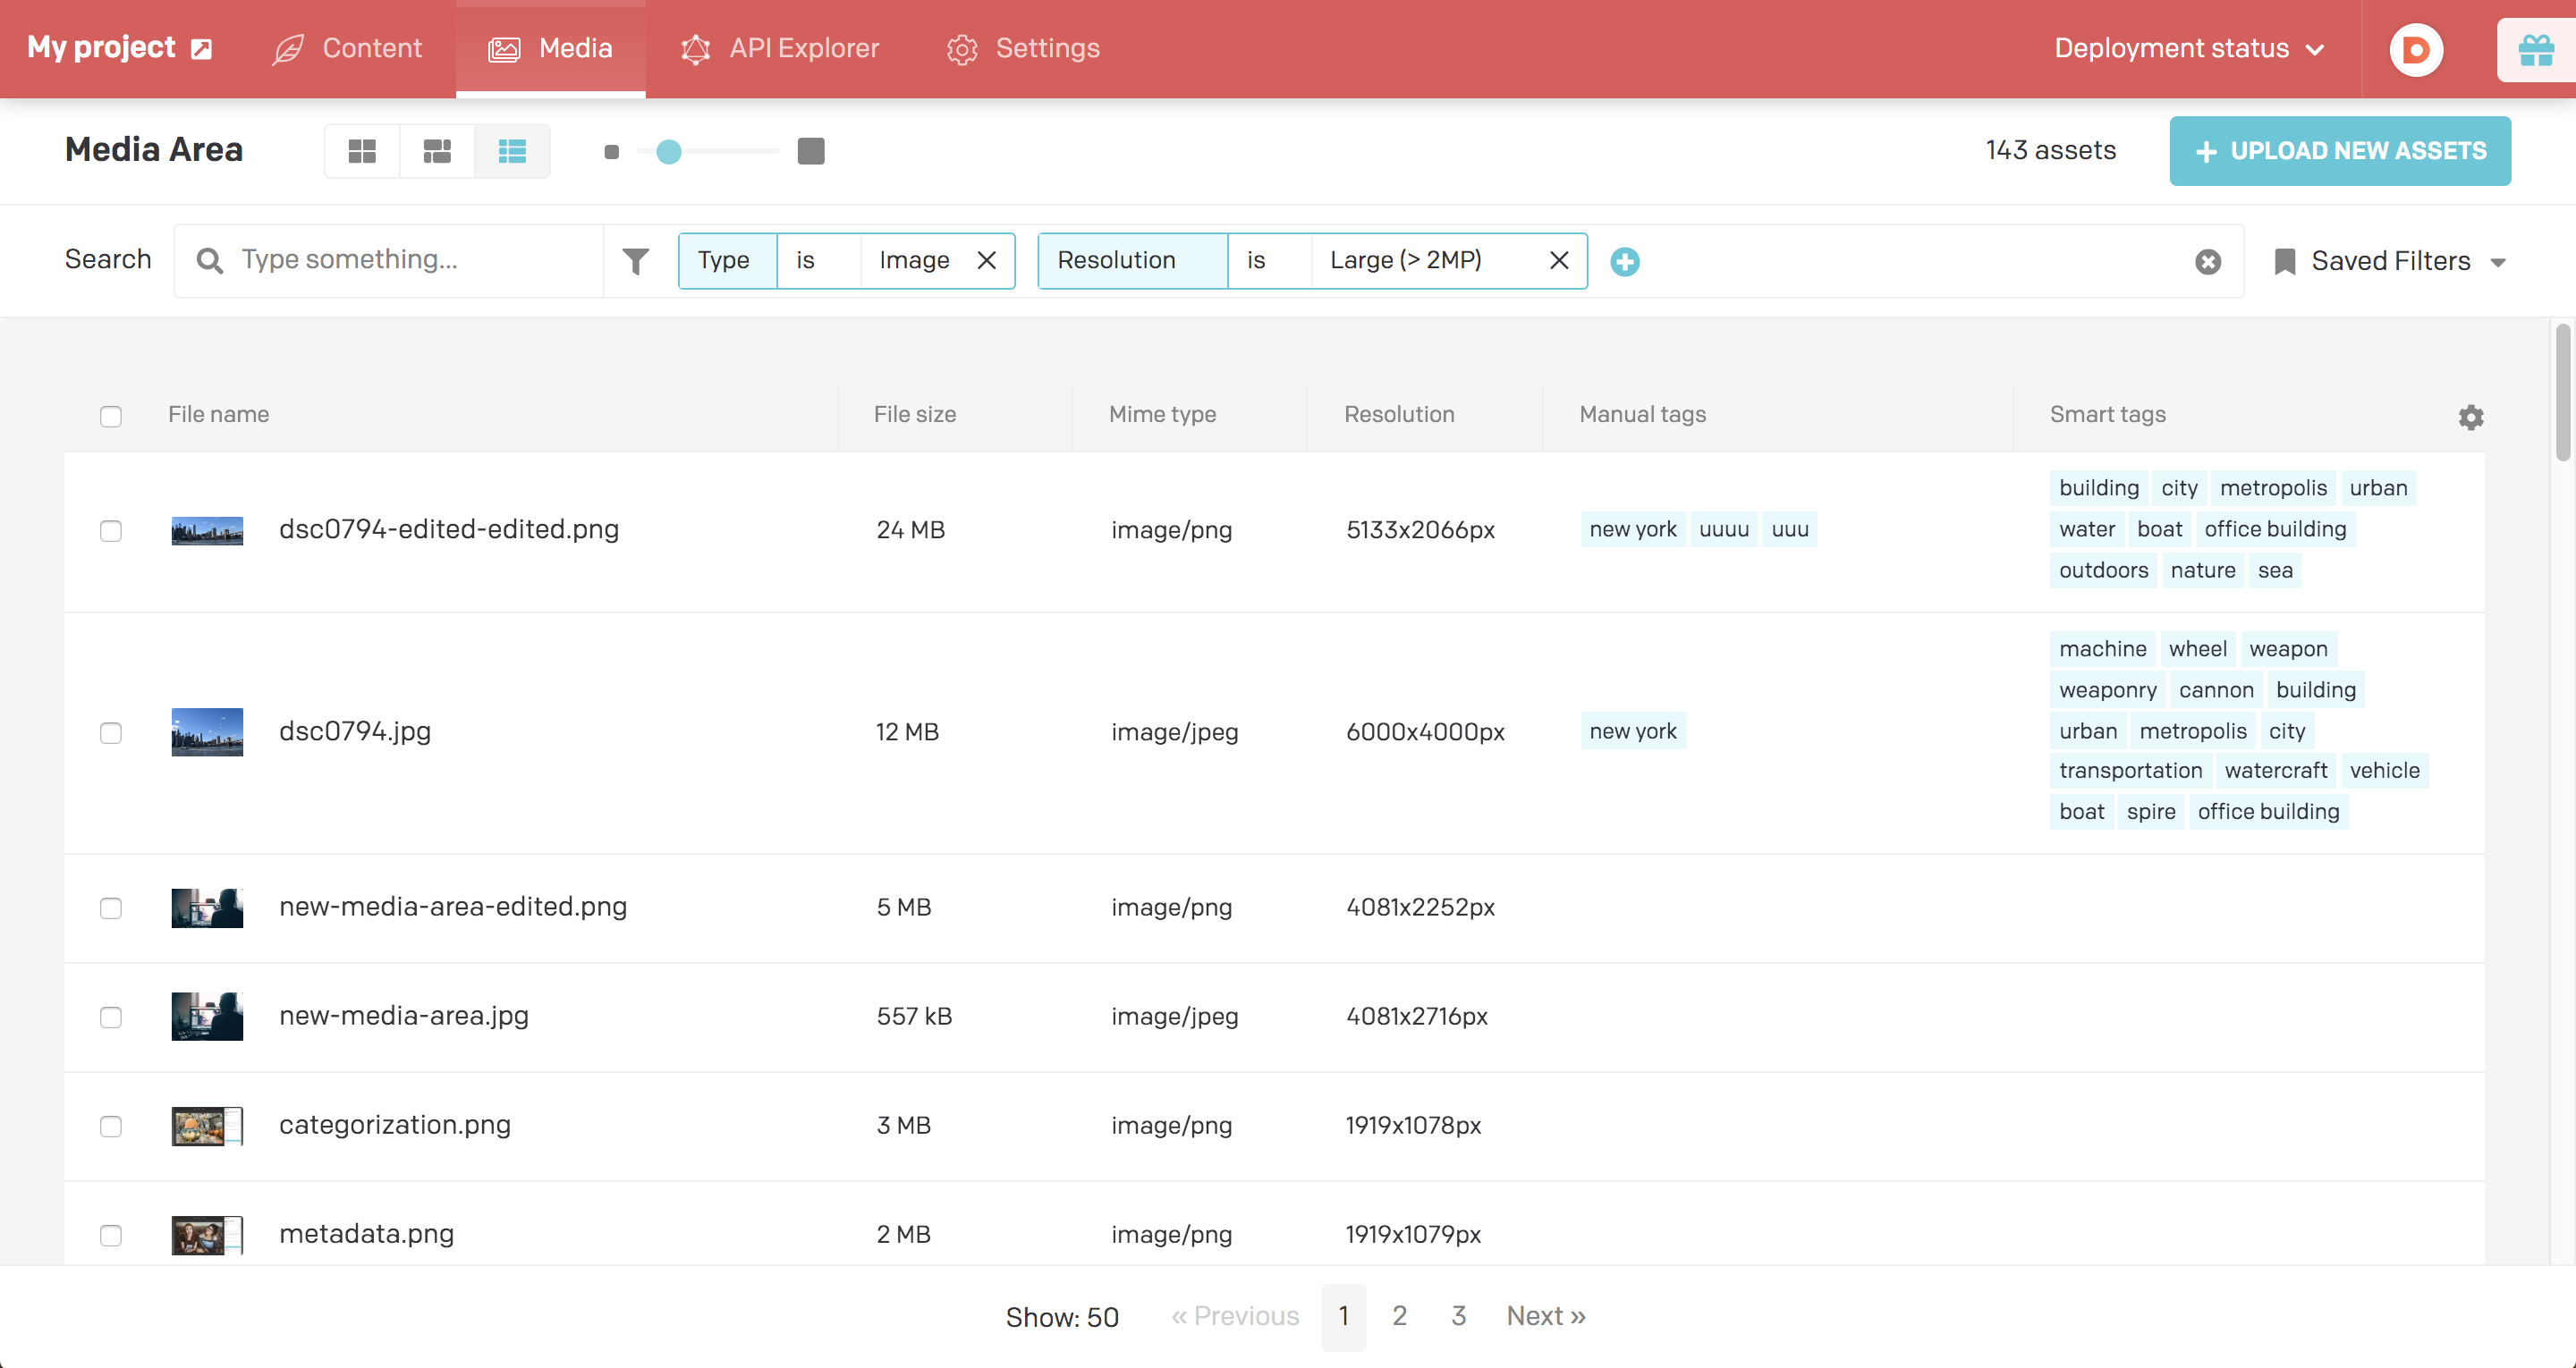 My project Content Media API Explorer Settings Deployment status
Media Area 143 assets + UPLOAD NEW ASSETS
Search Type something... Type is Image Resolution is Large (> 2MP) Saved Filters
File name File size Mime type Resolution Manual tags Smart tags
dsc0794-edited-edited.png 24 MB image/png 5133x2066px new york uuuu uuu
building city metropolis urban
water boat office building
outdoors nature sea
dsc0794.jpg 12 MB image/jpeg 6000x4000px new york
machine wheel weapon
weaponry cannon building
urban metropolis city
transportation watercraft vehicle
boat spire office building
new-media-area-edited.png 5 MB image/png 4081x2252px
new-media-area.jpg 557 kB image/jpeg 4081x2716px
categorization.png 3 MB image/png 1919x1078px
metadata.png 2 MB image/png 1919x1079px
Show: 50 « Previous 1 2 3 Next »